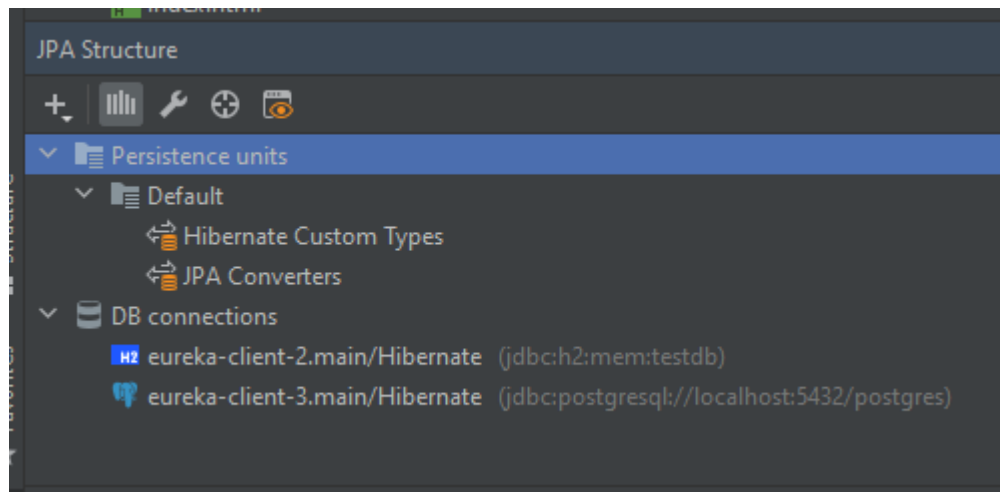 JPA Structure
Persistence units
Default
Hibernate Custom Types
JPA Converters
DB connections
H2 eureka-client-2.main/Hibernate (jdbc:h2:mem:testdb)
eureka-client-3.main/Hibernate (jdbc:postgresql://localhost:5432/postgres)